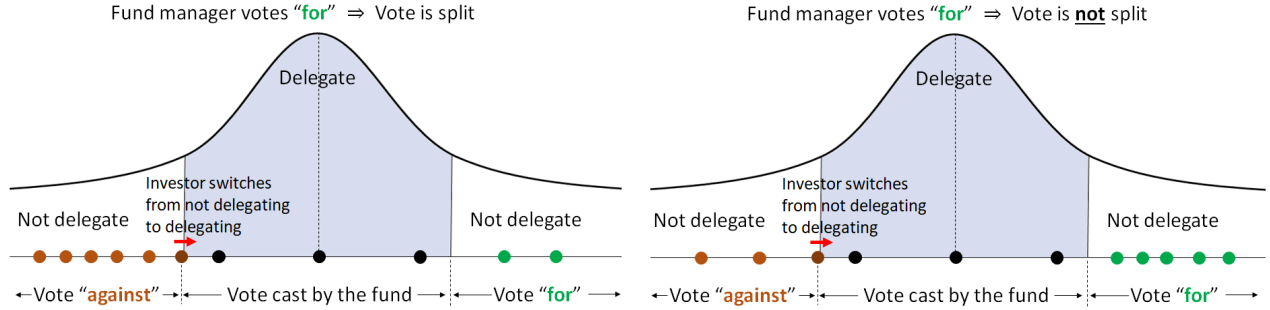 Fund manager votes “for” ⇒ Vote is split
Delegate
Investor switches
from not delegating
to delegating
Not delegate
Not delegate
Vote “against”
Vote cast by the fund
Vote “for”
Fund manager votes “for” ⇒ Vote is not split
Delegate
Investor switches
from not delegating
to delegating
Not delegate
Not delegate
Vote “against”
Vote cast by the fund
Vote “for”